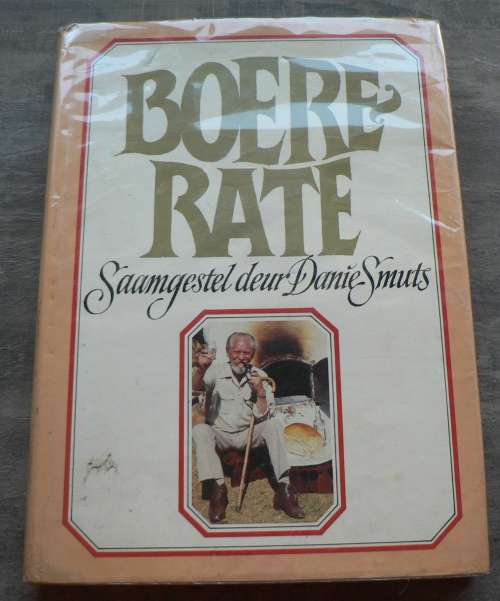 BOERE
RATE
Saamgestel deur Danie Smuts